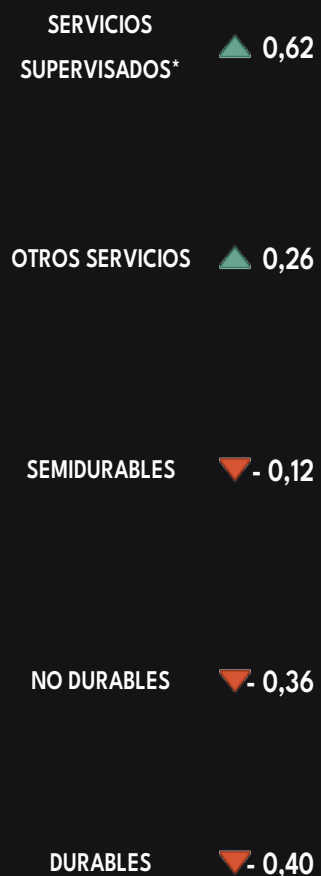 SERVICIOS
SUPERVISADOS*
0,62
OTROS SERVICIOS 0,26
SEMIDURABLES - 0,12
NO DURABLES - 0,36
DURABLES - 0,40